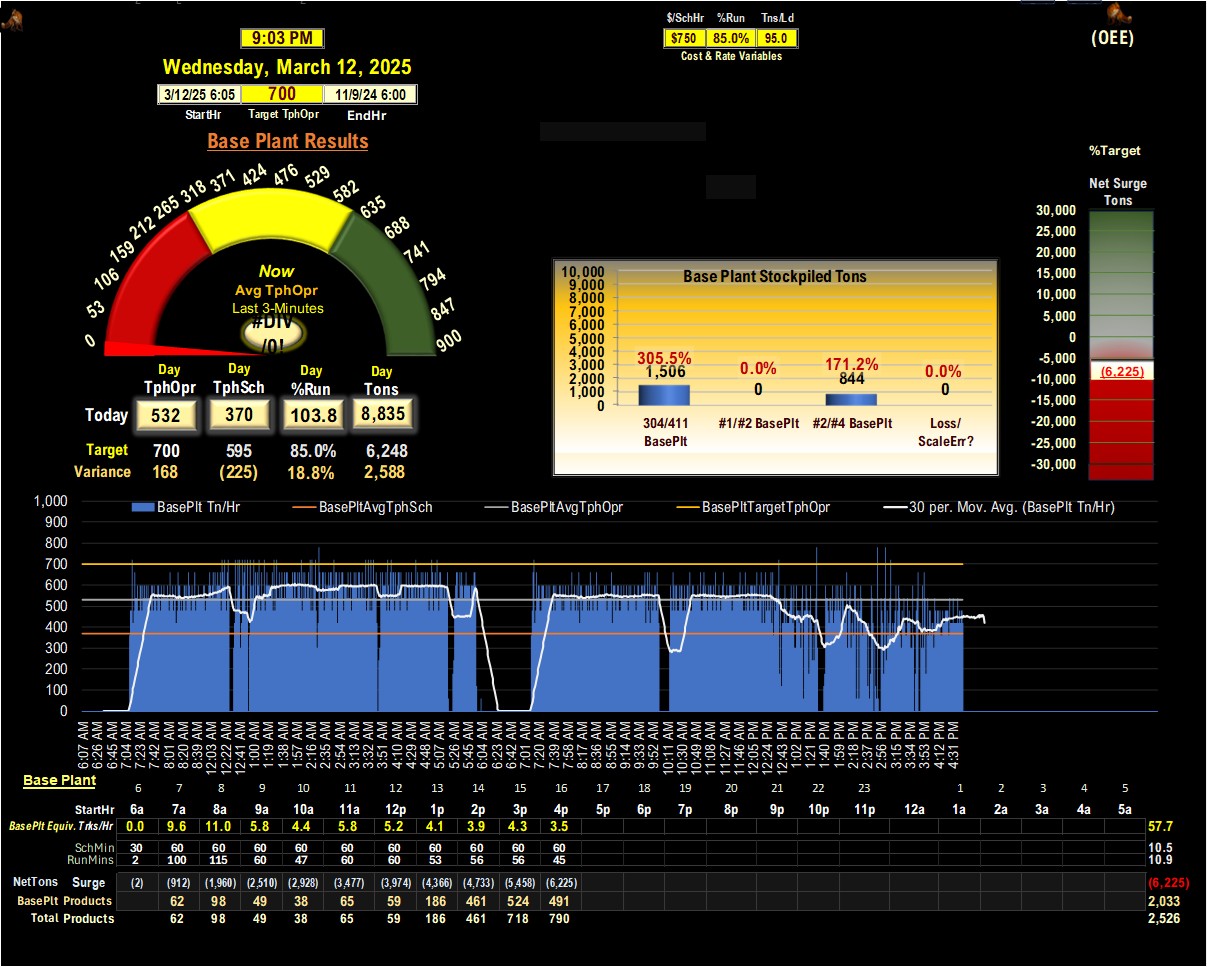 $/SchHr %Run Tns/Ld
9:03 PM
$750 85.0% 95.0
(OEE)
Cost & Rate Variables
Wednesday, March 12, 2025
3/12/25 6:05 700 11/9/24 6:00
StartHr Target TphOpr EndHr
Base Plant Results
%Target
Net Surge
Tons
0 53 106 159 212 265 318 371 424 476 529 582 635 688 741 794 847 900
Now
Avg TphOpr
Last 3-Minutes
#DIV
/0!
Day Day Day Day
TphOpr TphSch %Run Tons
Today 532 370 103.8 8,835
Target 700 595 85.0% 6,248
Variance 168 (225) 18.8% 2,588
Base Plant Stockpiled Tons
10,000
9,000
8,000
7,000
6,000
5,000
4,000
3,000
2,000
1,000
0
305.5% 0.0% 171.2% 0.0%
1,506 0 844 0
304/411 #1/#2 BasePlt #2/#4 BasePlt Loss/
BasePlt ScaleErr?
30,000
25,000
20,000
15,000
10,000
5,000
0
-5,000
(6,225)
-10,000
-15,000
-20,000
-25,000
-30,000
BasePlt Tn/Hr BasePltAvgTphSch BasePltAvgTphOpr BasePltTargetTphOpr 30 per. Mov. Avg. (BasePlt Tn/Hr)
1,000
900
800
700
600
500
400
300
200
100
0
6:07 AM 6:26 AM 6:45 AM 7:04 AM 7:23 AM 7:42 AM 8:01 AM 8:20 AM 8:39 AM 12:03 AM 12:22 AM 12:41 AM 1:00 AM 1:19 AM 1:38 AM 1:57 AM 2:16 AM 2:35 AM 2:54 AM 3:13 AM 3:32 AM 3:51 AM 4:10 AM 4:29 AM 4:48 AM 5:07 AM 5:26 AM 5:45 AM 6:04 AM 6:23 AM 6:42 AM 7:01 AM 7:20 AM 7:39 AM 7:58 AM 8:17 AM 8:36 AM 8:55 AM 9:14 AM 9:33 AM 9:52 AM 10:11 AM 10:30 AM 10:49 AM 11:08 AM 11:27 AM 11:46 AM 12:05 PM 12:24 PM 12:43 PM 1:02 PM 1:21 PM 1:40 PM 1:59 PM 2:18 PM 2:37 PM 2:56 PM 3:15 PM 3:34 PM 3:53 PM 4:12 PM 4:31 PM
Base Plant 6 7 8 9 10 11 12 13 14 15 16 17 18 19 20 21 22 23 1 2 3 4 5
StartHr 6a 7a 8a 9a 10a 11a 12p 1p 2p 3p 4p 5p 6p 7p 8p 9p 10p 11p 12a 1a 2a 3a 4a 5a
BasePlt Equiv. Trks/Hr 0.0 9.6 11.0 5.8 4.4 5.8 5.2 4.1 3.9 4.3 3.5 57.7
SchMin 30 60 60 60 60 60 60 60 60 60 60 10.5
RunMins 2 100 115 60 47 60 60 53 56 56 45 10.9
NetTons Surge (2) (912) (1,960) (2,510) (2,928) (3,477) (3,974) (4,366) (4,733) (5,458) (6,225) (6,225)
BasePlt Products 62 98 49 38 65 59 186 461 524 491 2,033
Total Products 62 98 49 38 65 59 186 461 718 790 2,526